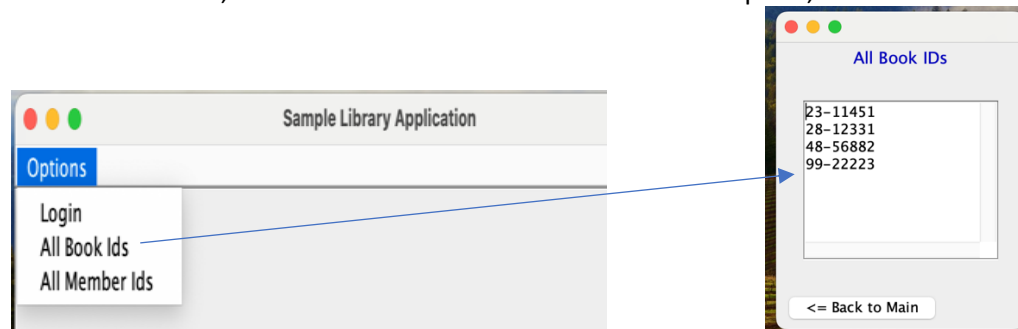 Sample Library Application
Options
Login
All Book Ids
All Member Ids
All Book IDs
23-11451
28-12331
48-56882
99-22223
<= Back to Main